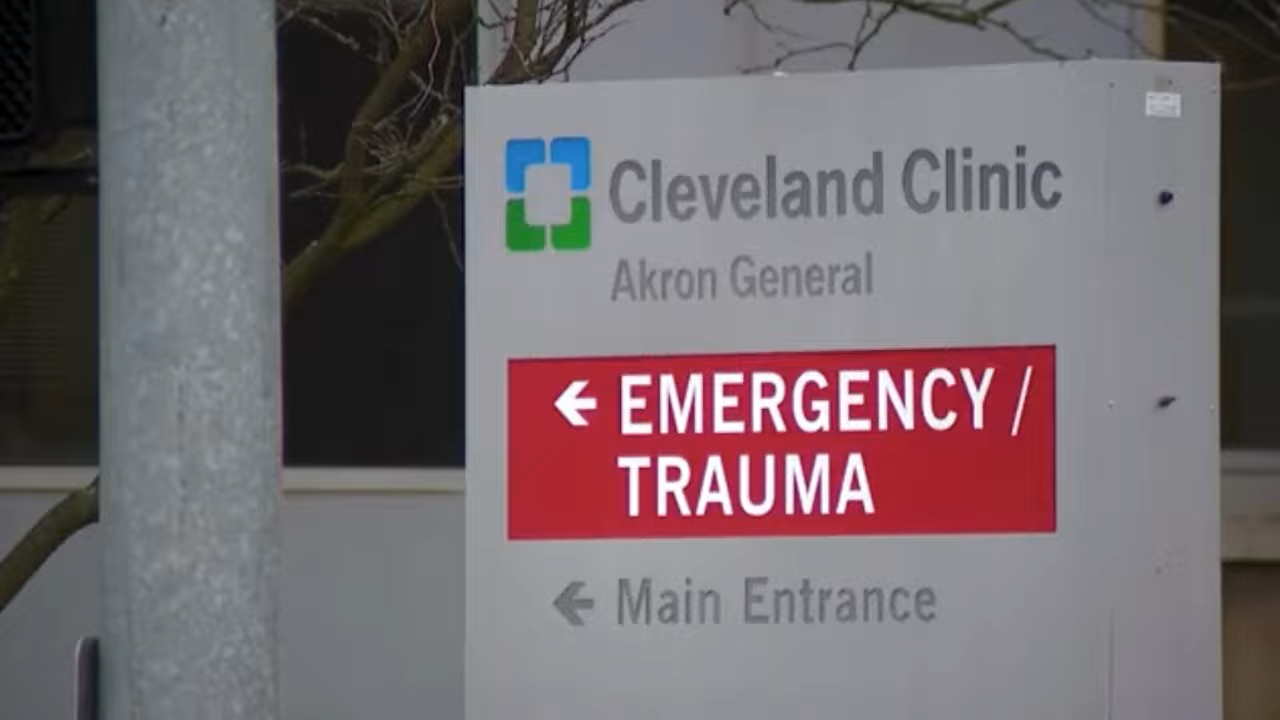 Cleveland Clinic
Akron General
← EMERGENCY /
TRAUMA
← Main Entrance